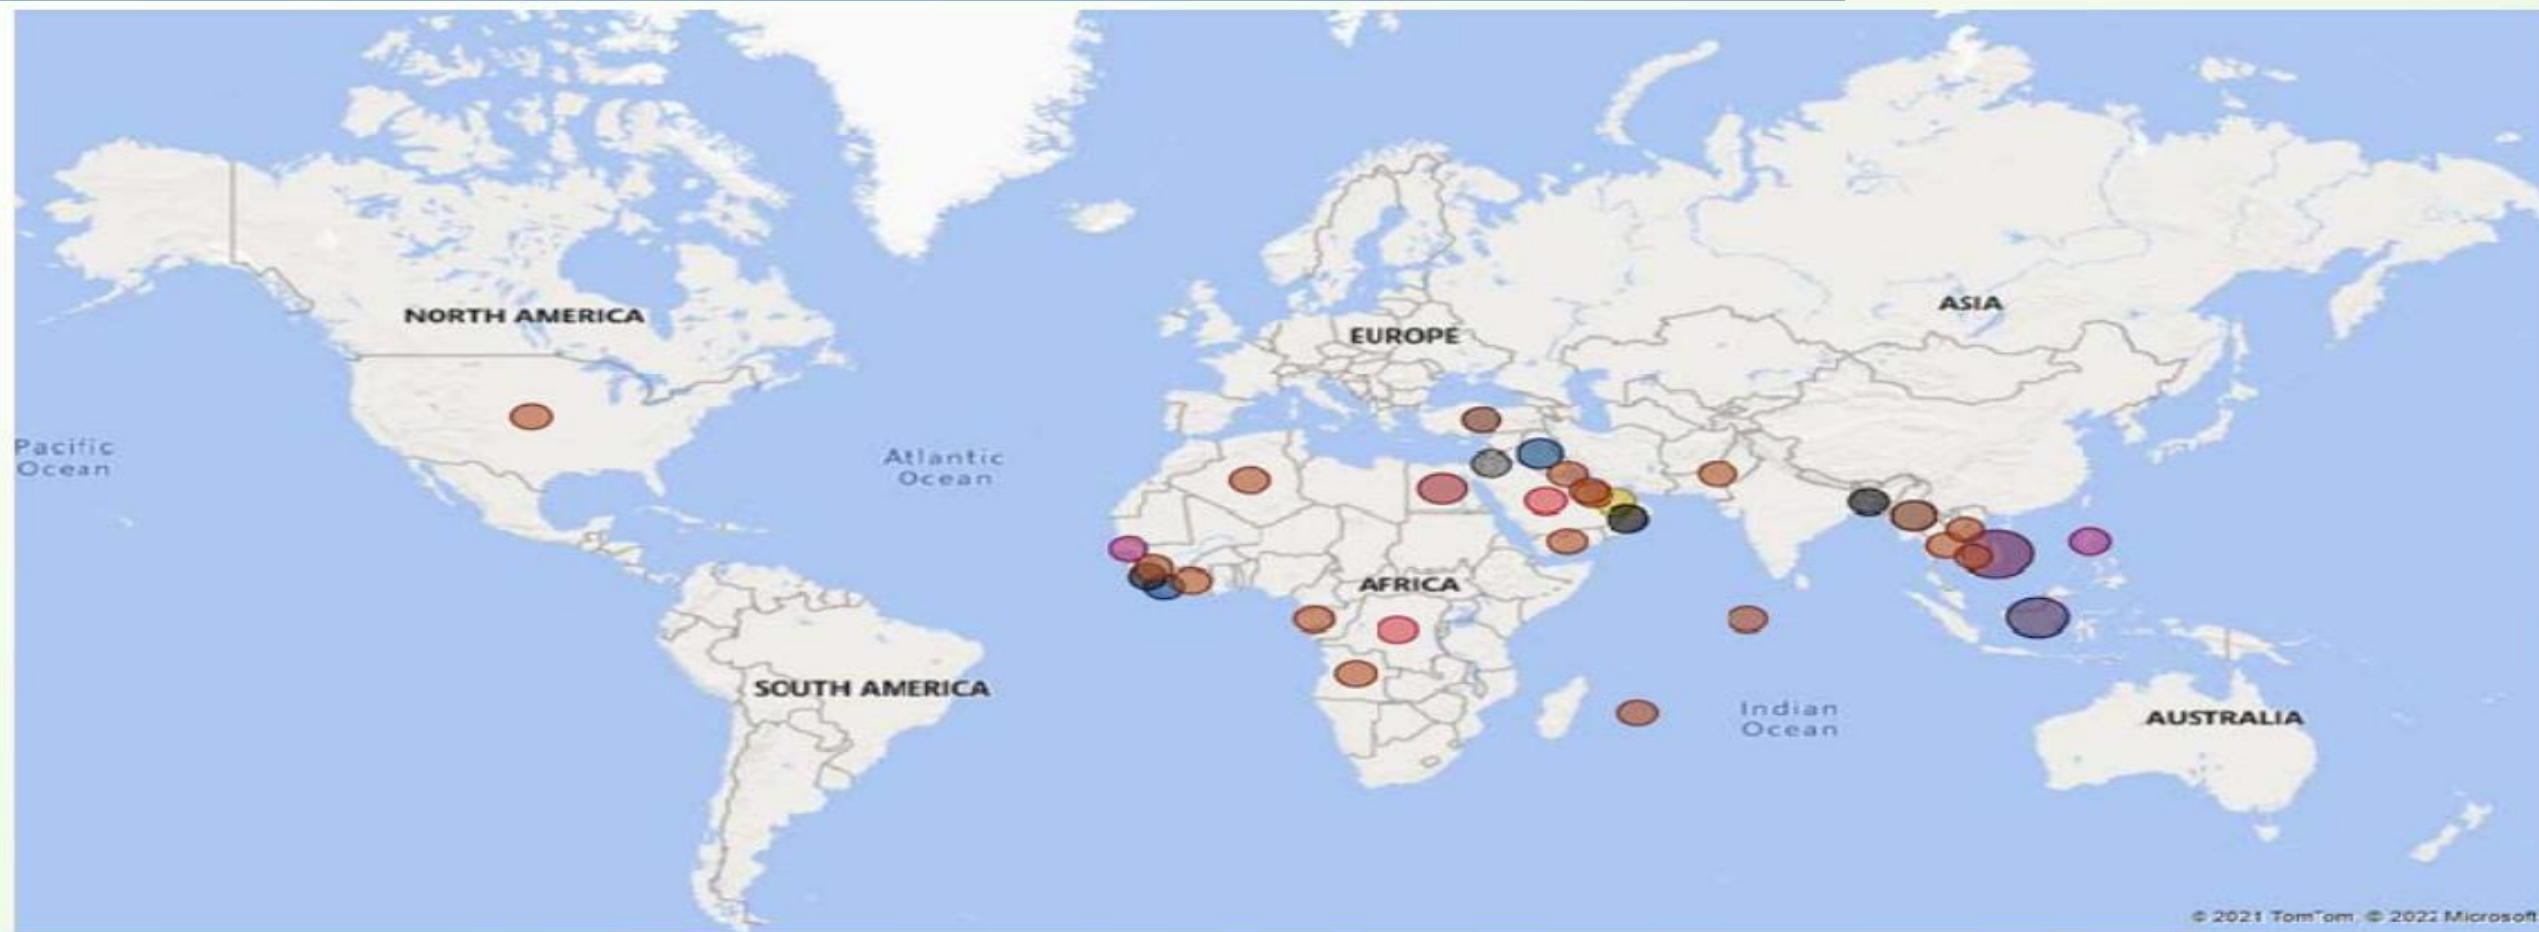 NORTH AMERICA
EUROPE
ASIA
Pacific
Ocean
Atlantic
Ocean
AFRICA
SOUTH AMERICA
Indian
Ocean
AUSTRALIA
© 2021 TomTom, © 2022 Microsoft